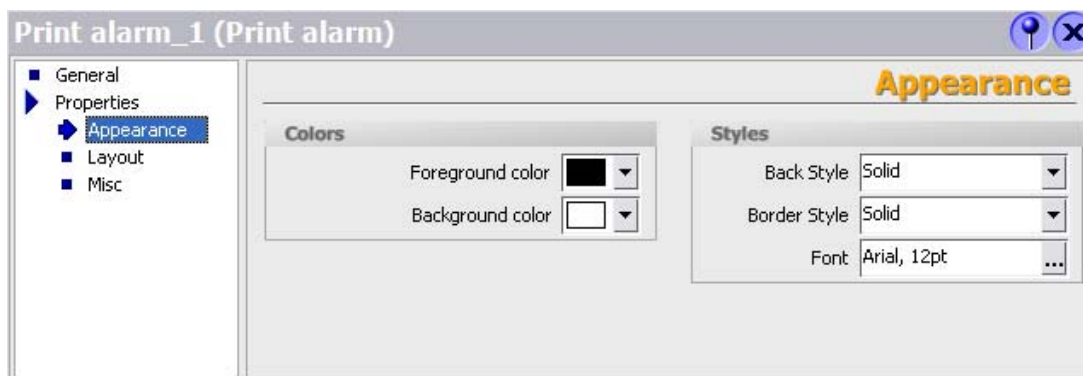 Print alarm_1 (Print alarm)
General
Properties
Appearance
Layout
Misc
Appearance
Colors
Foreground color
Background color
Styles
Back Style Solid
Border Style Solid
Font Arial, 12pt ...